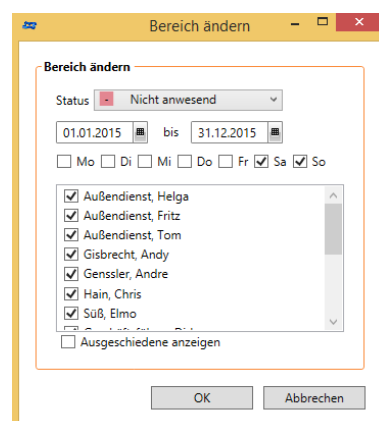 Bereich ändern
Bereich ändern
Status - Nicht anwesend
01.01.2015 bis 31.12.2015
Mo Di Mi Do Fr Sa So
Außendienst, Helga
Außendienst, Fritz
Außendienst, Tom
Gisbrecht, Andy
Genssler, Andre
Hain, Chris
Süß, Elmo
Ausgeschiedene anzeigen
OK Abbrechen